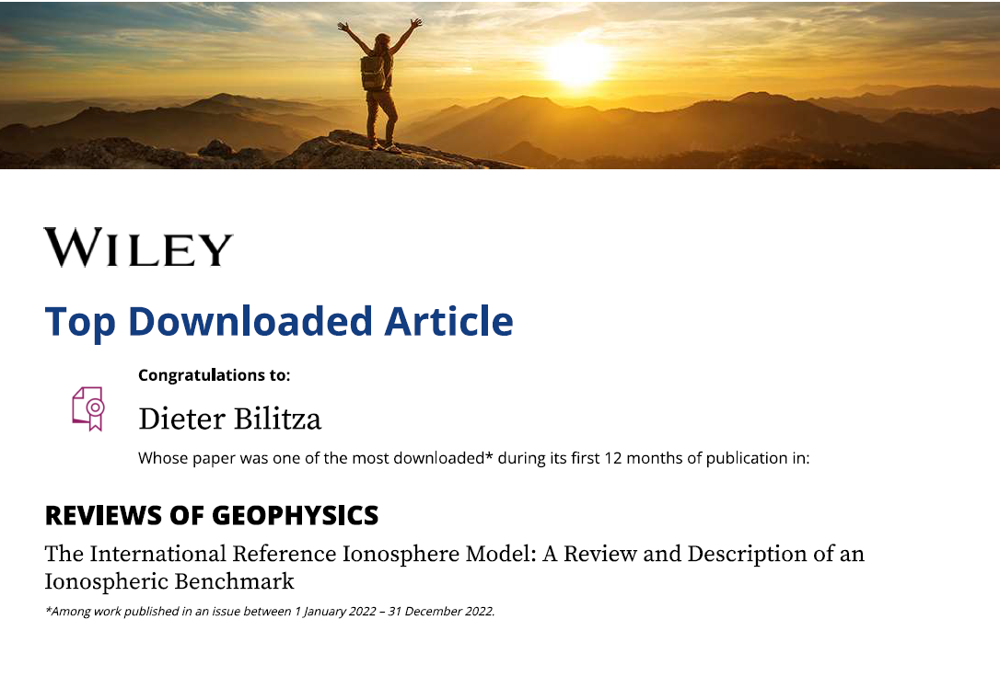 WILEY
Top Downloaded Article
Congratulations to:
Dieter Bilitza
Whose paper was one of the most downloaded* during its first 12 months of publication in:
REVIEWS OF GEOPHYSICS
The International Reference Ionosphere Model: A Review and Description of an
Ionospheric Benchmark
*Among work published in an issue between 1 January 2022 – 31 December 2022.